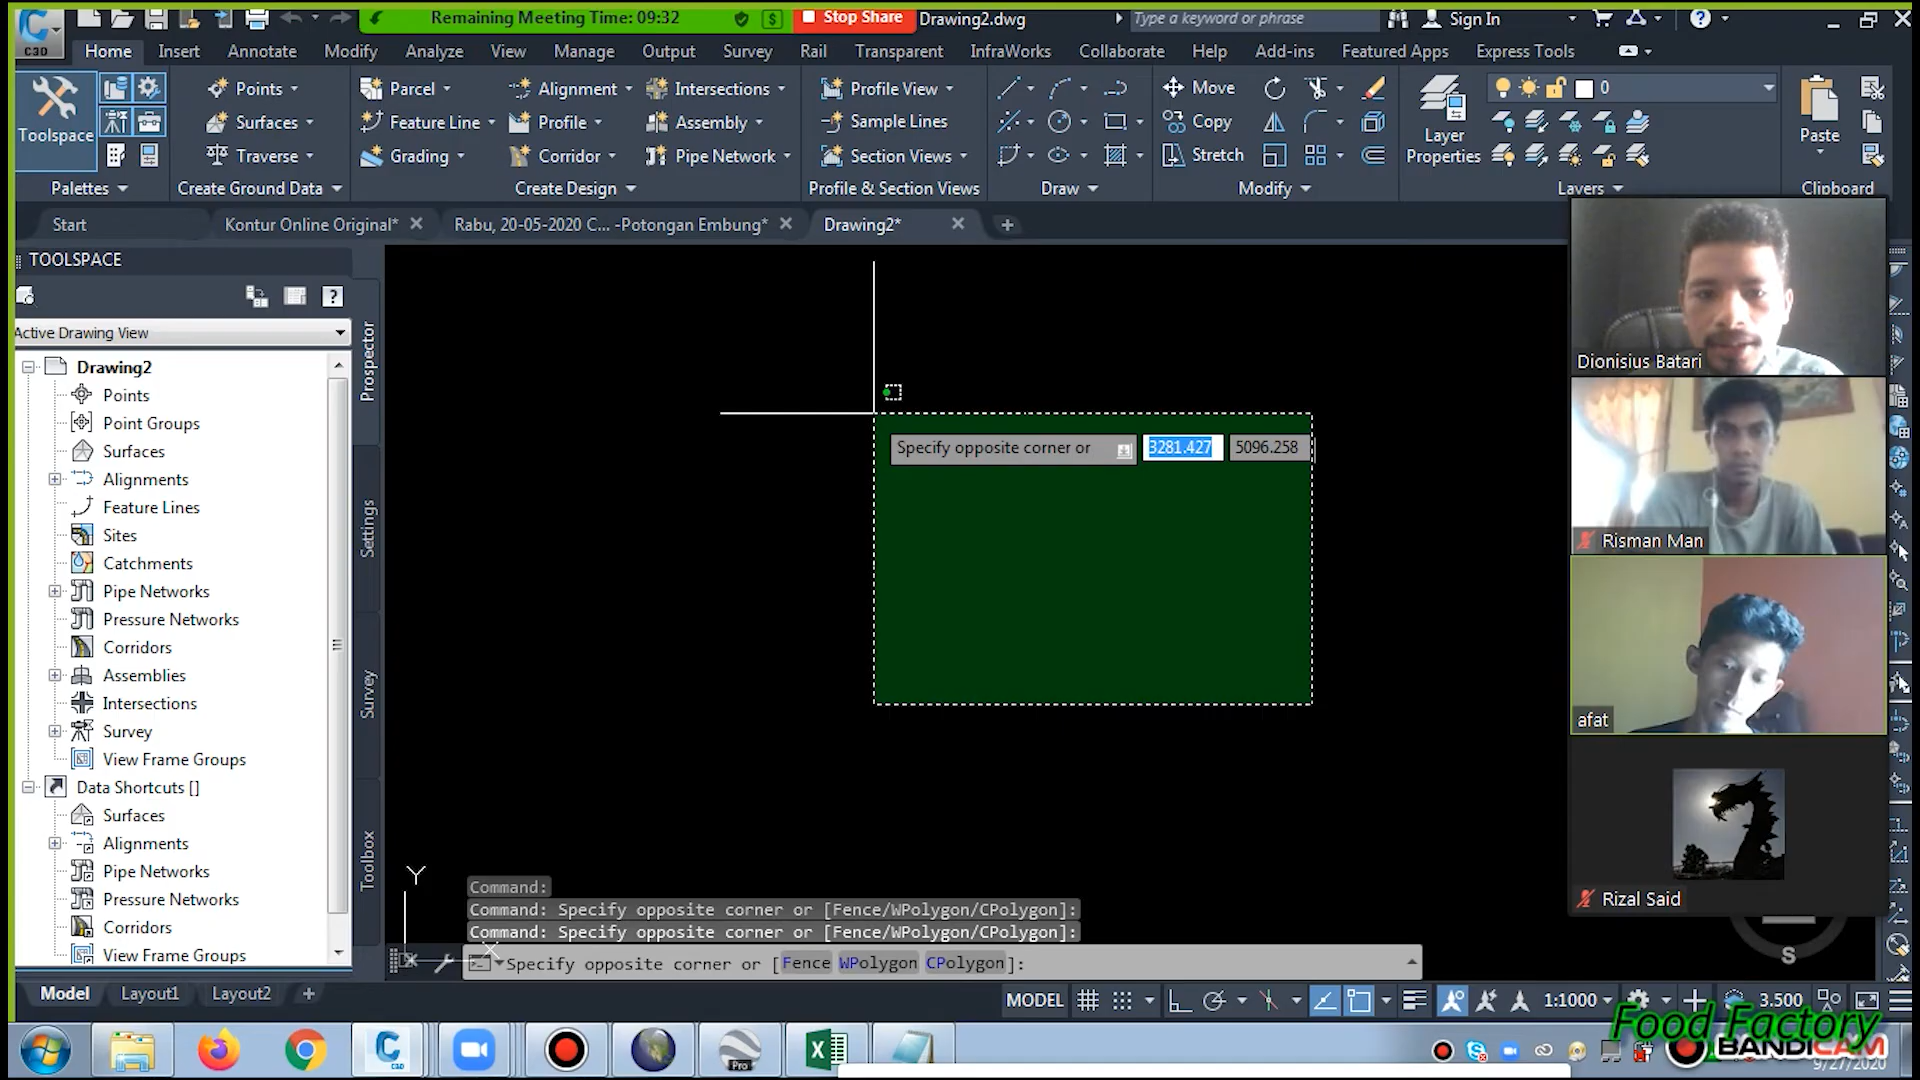 Remaining Meeting Time: 09:32
$
Stop Share
Drawing2.dwg
Type a keyword or phrase
Sign In
?
C3D
Home Insert Annotate Modify Analyze View Manage Output Survey Rail Transparent InfraWorks Collaborate Help Add-ins Featured Apps Express Tools
Toolspace
Points
Surfaces
Traverse
Parcel
Feature Line
Grading
Alignment
Profile
Corridor
Intersections
Assembly
Pipe Network
Profile View
Sample Lines
Section Views
Move
Copy
Stretch
Layer
Properties
0
Paste
Palettes
Create Ground Data
Create Design
Profile & Section Views
Draw
Modify
Layers
Clipboard
Start
Kontur Online Original*
Rabu, 20-05-2020 C... -Potongan Embung*
Drawing2*
TOOLSPACE
?
Active Drawing View
Drawing2
Points
Point Groups
Surfaces
Alignments
Feature Lines
Sites
Catchments
Pipe Networks
Pressure Networks
Corridors
Assemblies
Intersections
Survey
View Frame Groups
Data Shortcuts []
Surfaces
Alignments
Pipe Networks
Pressure Networks
Corridors
View Frame Groups
Prospector
Settings
Survey
Toolbox
Specify opposite corner or
3281.427
5096.258
Dionisius Batari
Risman Man
afat
Rizal Said
S
Y
X
Command:
Command: Specify opposite corner or [Fence/WPolygon/CPolygon]:
Command: Specify opposite corner or [Fence/WPolygon/CPolygon]:
Specify opposite corner or [Fence WPolygon CPolygon]:
Model Layout1 Layout2 +
MODEL
1:1000
3.500
Food Factory
BANDICAM
9/27/2020
C3D
Pro